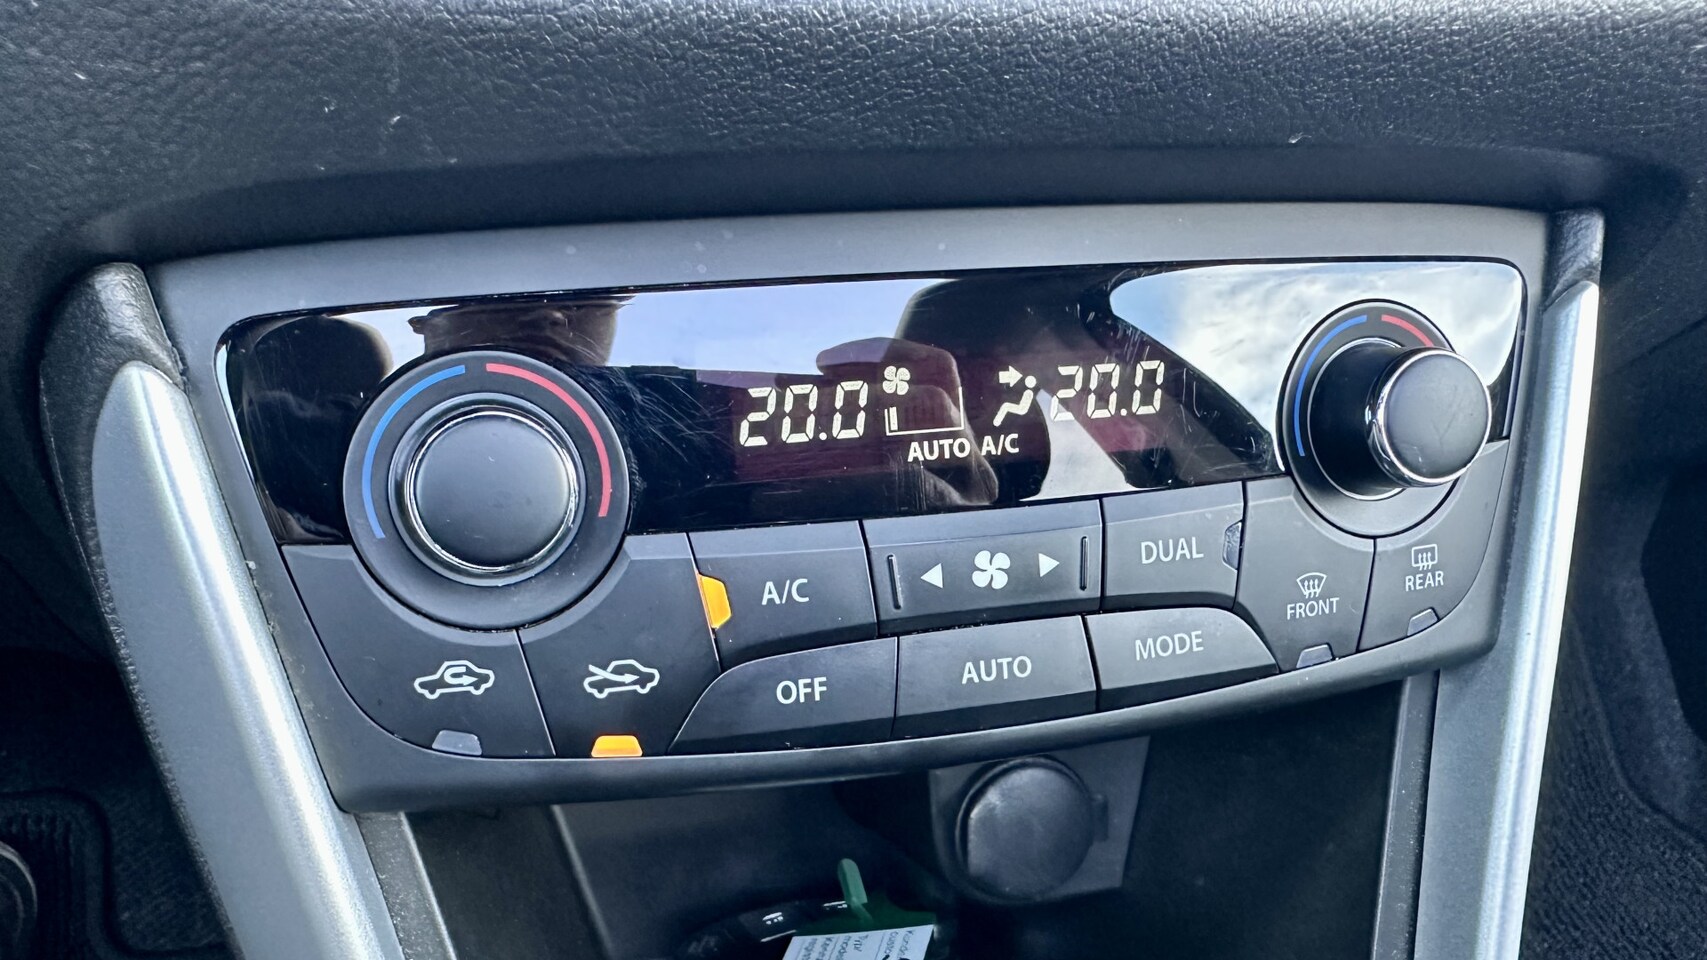 20.0
20.0
AUTO A/C
A/C
DUAL
FRONT
REAR
OFF
AUTO
MODE